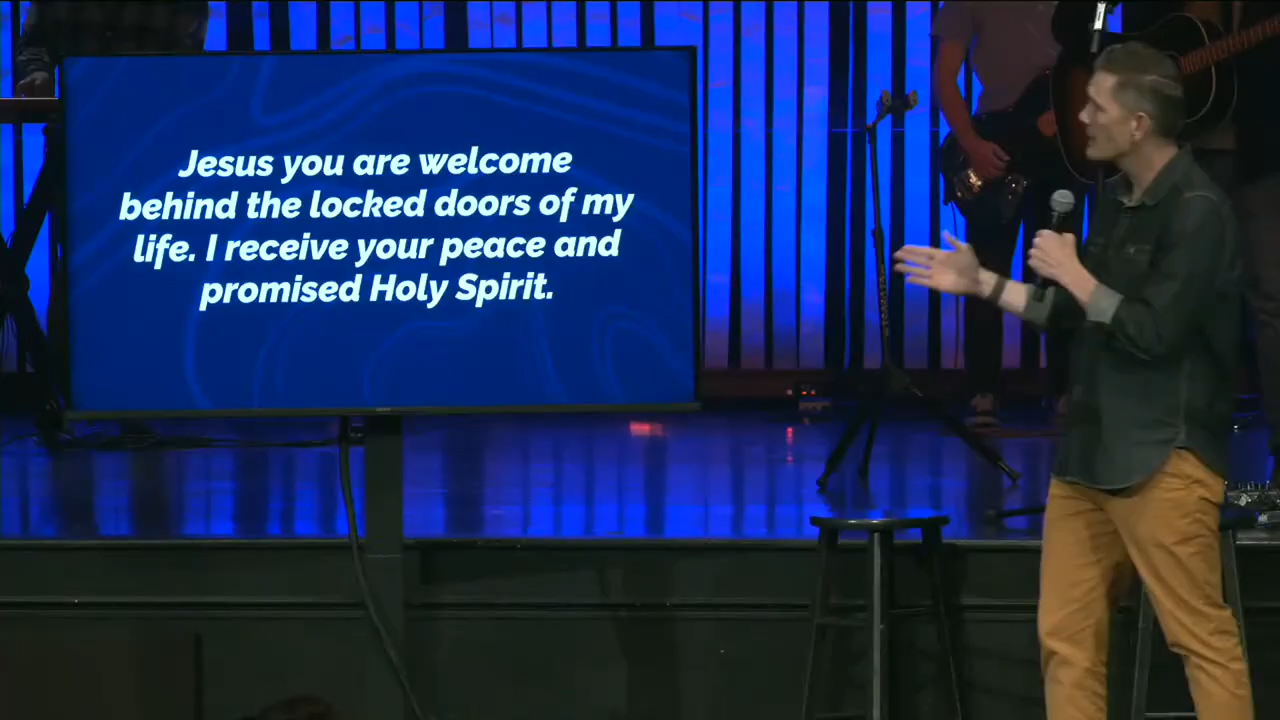 Jesus you are welcome
behind the locked doors of my
life. I receive your peace and
promised Holy Spirit.